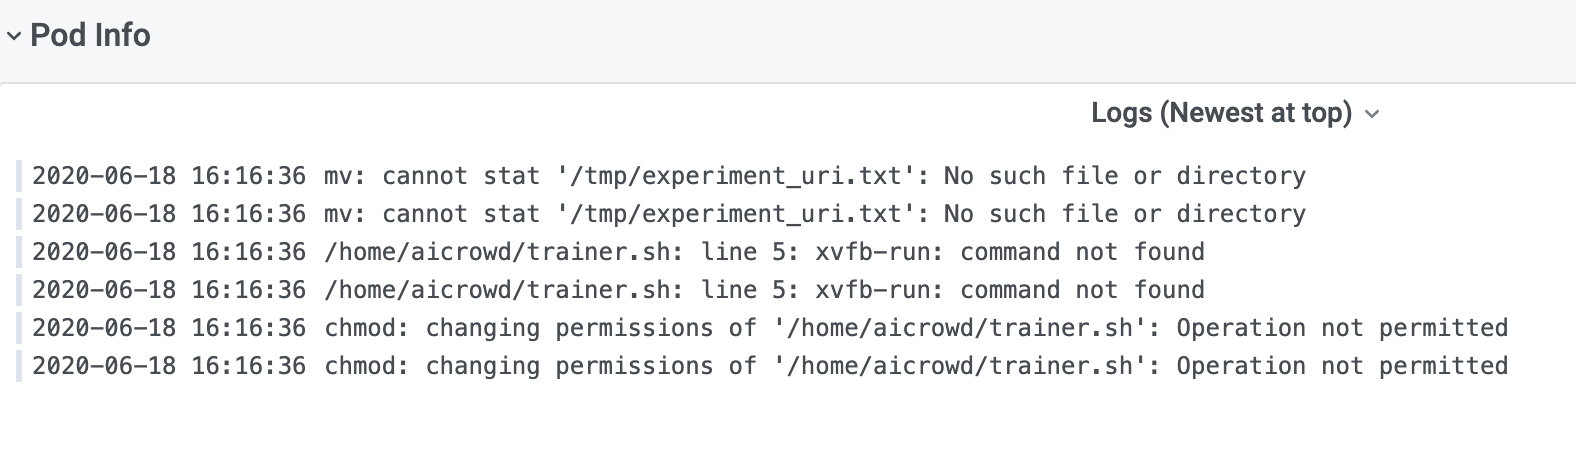 Pod Info
Logs (Newest at top)
2020-06-18 16:16:36 mv: cannot stat '/tmp/experiment_uri.txt': No such file or directory
2020-06-18 16:16:36 mv: cannot stat '/tmp/experiment_uri.txt': No such file or directory
2020-06-18 16:16:36 /home/aicrowd/trainer.sh: line 5: xvfb-run: command not found
2020-06-18 16:16:36 /home/aicrowd/trainer.sh: line 5: xvfb-run: command not found
2020-06-18 16:16:36 chmod: changing permissions of '/home/aicrowd/trainer.sh': Operation not permitted
2020-06-18 16:16:36 chmod: changing permissions of '/home/aicrowd/trainer.sh': Operation not permitted